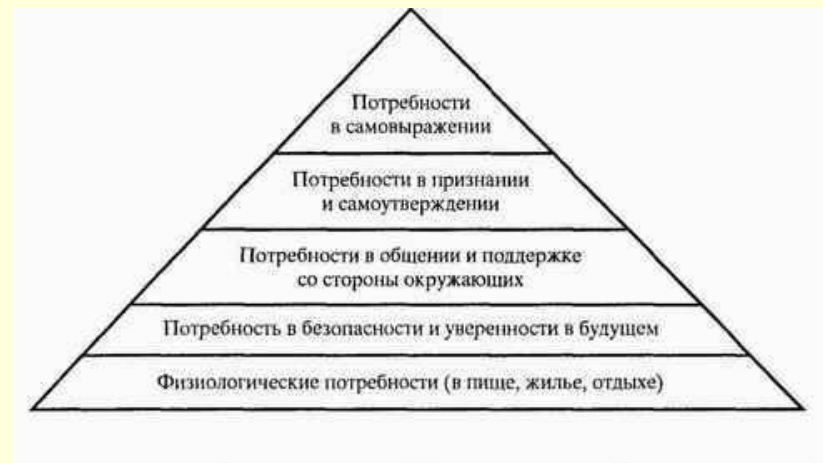 Потребности
в самовыражении
Потребности в признании
и самоутверждении
Потребности в общении и поддержке
со стороны окружающих
Потребность в безопасности и уверенности в будущем
Физиологические потребности (в пище, жилье, отдыхе)